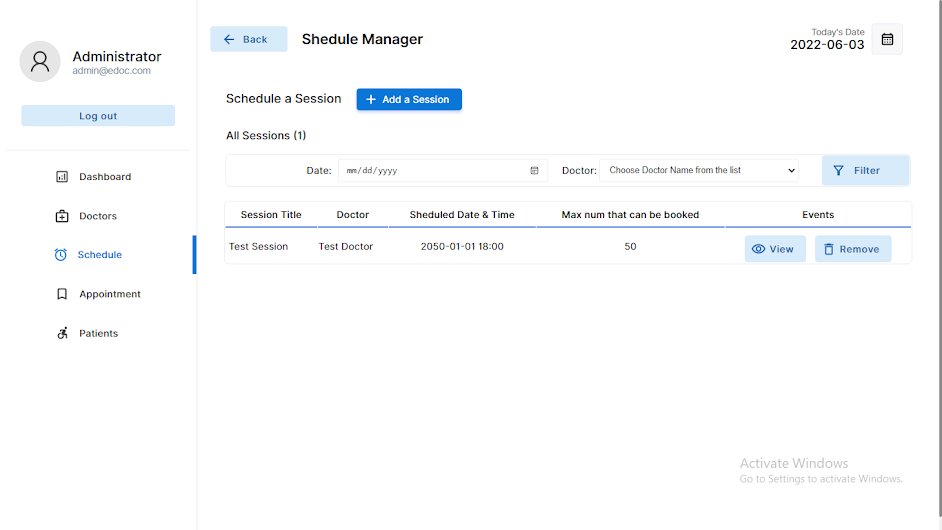 Administrator
admin@edoc.com
Log out
Dashboard
Doctors
Schedule
Appointment
Patients
Back
Shedule Manager
Today's Date
2022-06-03
Schedule a Session
+ Add a Session
All Sessions (1)
Date: mm/dd/yyyy Doctor: Choose Doctor Name from the list Filter
Session Title Doctor Sheduled Date & Time Max num that can be booked Events
Test Session Test Doctor 2050-01-01 18:00 50 View Remove
Activate Windows
Go to Settings to activate Windows.